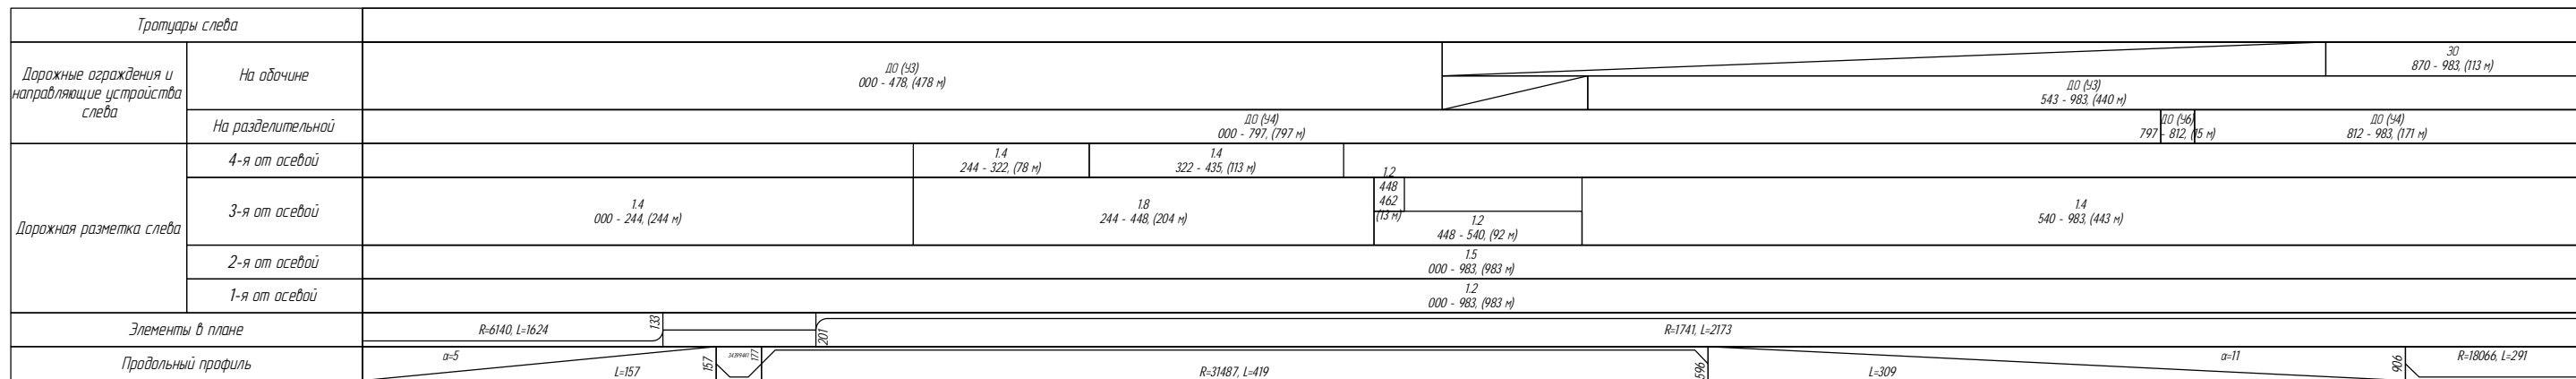 Тротуары слева
Дорожные ограждения и
направляющие устройства
слева
На обочине
ДО (У3)
000 - 478, (478 м)
ЗО
870 - 983, (113 м)
ДО (У3)
543 - 983, (440 м)
На разделительной
ДО (У4)
000 - 797, (797 м)
ДО (У6)
797 - 812, (15 м)
ДО (У4)
812 - 983, (171 м)
Дорожная разметка слева
4-я от осевой
1.4
244 - 322, (78 м)
1.4
322 - 435, (113 м)
3-я от осевой
1.4
000 - 244, (244 м)
1.8
244 - 448, (204 м)
1.2
448
462
(13 м)
1.2
448 - 540, (92 м)
1.4
540 - 983, (443 м)
2-я от осевой
1.5
000 - 983, (983 м)
1-я от осевой
1.2
000 - 983, (983 м)
Элементы в плане
R=6140, L=1624
133
201
R=1741, L=2173
Продольный профиль
α=5
L=157
157
177
R=31487, L=419
596
L=309
α=11
906
R=18066, L=291